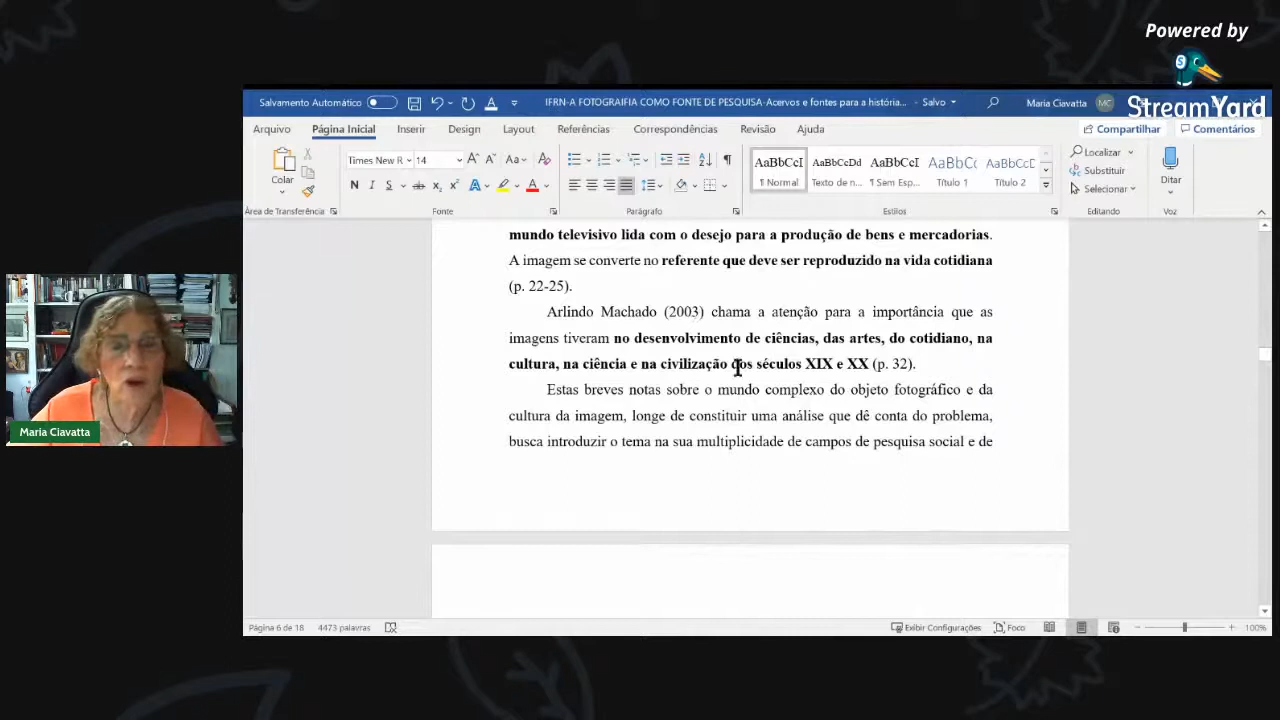 Powered by
StreamYard
Salvamento Automático
IFRN-A FOTOGRAIFIA COMO FONTE DE PESQUISA-Acervos e fontes para a história... - Salvo
Maria Ciavatta
MC
Arquivo Página Inicial Inserir Design Layout Referências Correspondências Revisão Ajuda
Compartilhar Comentários
Colar
Times New R 14
N I S
AaBbCcI AaBbCcDd AaBbCcI AaBbCc AaBbCcD
¶ Normal Texto de n... ¶ Sem Esp... Título 1 Título 2
Localizar
Substituir
Selecionar
Ditar
Área de Transferência Fonte Parágrafo Estilos Editando Voz
mundo televisivo lida com o desejo para a produção de bens e mercadorias.
A imagem se converte no referente que deve ser reproduzido na vida cotidiana
(p. 22-25).
Arlindo Machado (2003) chama a atenção para a importância que as
imagens tiveram no desenvolvimento de ciências, das artes, do cotidiano, na
cultura, na ciência e na civilização dos séculos XIX e XX (p. 32).
Estas breves notas sobre o mundo complexo do objeto fotográfico e da
cultura da imagem, longe de constituir uma análise que dê conta do problema,
busca introduzir o tema na sua multiplicidade de campos de pesquisa social e de
Maria Ciavatta
Página 6 de 18 4473 palavras
Exibir Configurações Foco
100%